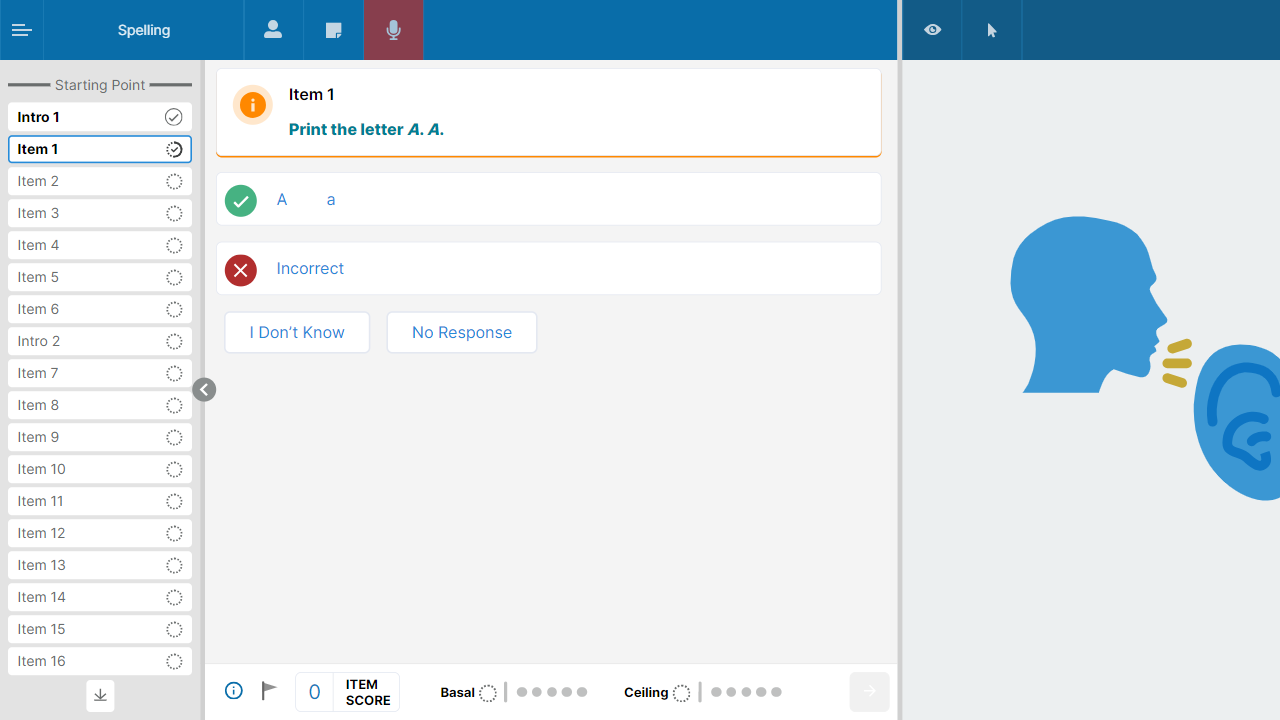 Spelling
Starting Point
Intro 1
Item 1
Item 2
Item 3
Item 4
Item 5
Item 6
Intro 2
Item 7
Item 8
Item 9
Item 10
Item 11
Item 12
Item 13
Item 14
Item 15
Item 16
Item 1
Print the letter A. A.
A a
Incorrect
I Don’t Know No Response
0 ITEM SCORE
Basal
Ceiling